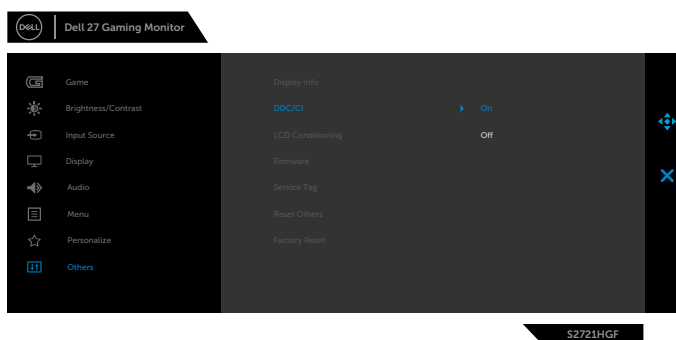 DELL
Dell 27 Gaming Monitor
Game
Brightness/Contrast
Input Source
Display
Audio
Menu
Personalize
Others
Display Info
DDC/CI
On
Off
LCD Conditioning
Firmware
Service Tag
Reset Others
Factory Reset
S2721HGF